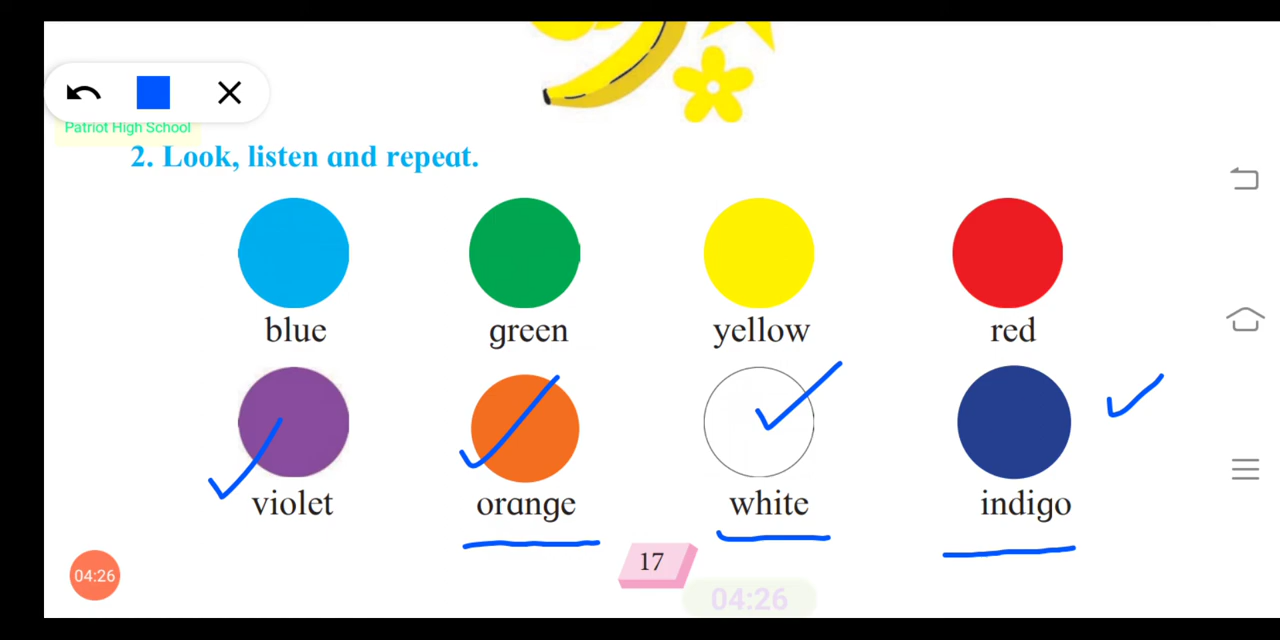 Patriot High School
2. Look, listen and repeat.
blue green yellow red
violet orange white indigo
17
04:26
04:26